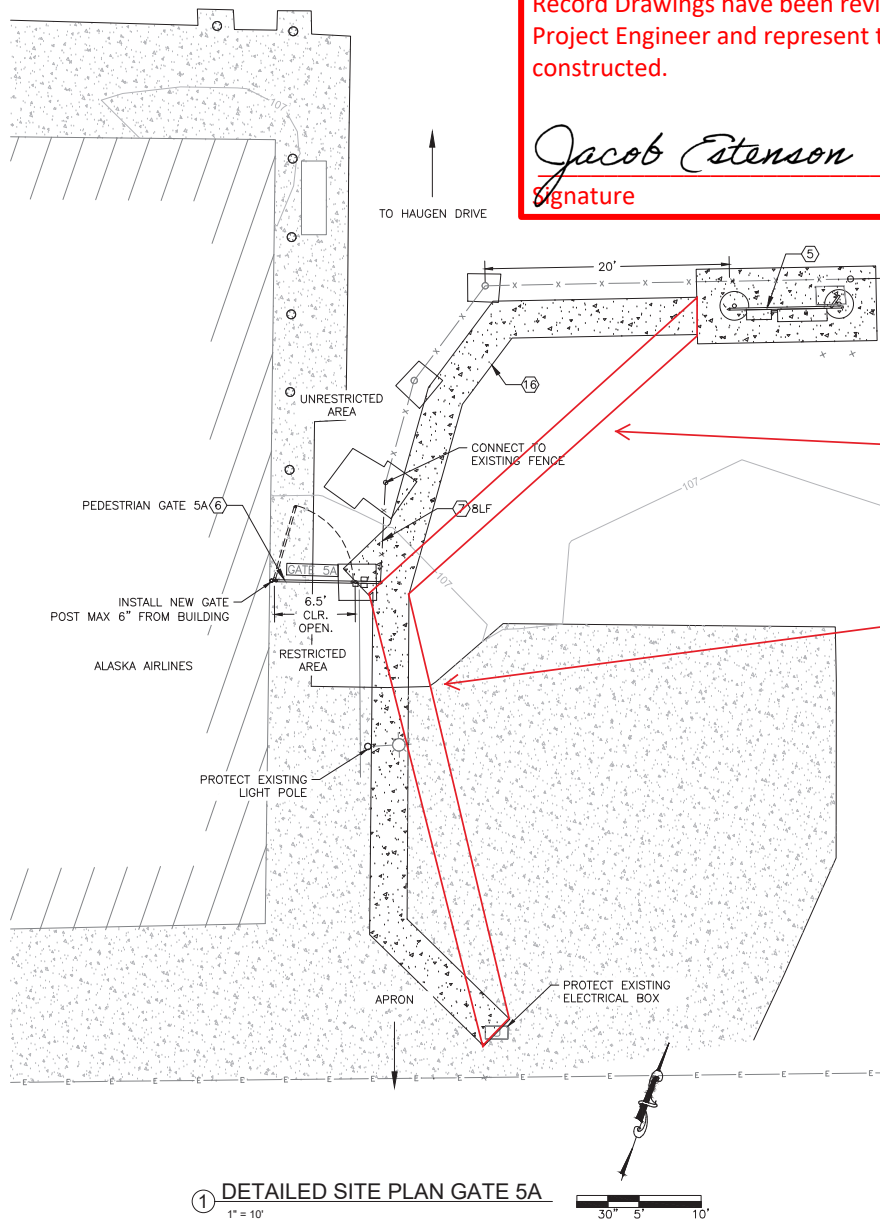 Record Drawings have been
Project Engineer and represent
constructed.
Jacob Estenson
Signature
107
TO HAUGEN DRIVE
20'
5
16
UNRESTRICTED
AREA
CONNECT TO
EXISTING FENCE
107
PEDESTRIAN GATE 5A 6
7 8LF
GATE 5A
107
INSTALL NEW GATE
POST MAX 6" FROM BUILDING
6.5'
CLR.
OPEN.
RESTRICTED
AREA
ALASKA AIRLINES
PROTECT EXISTING
LIGHT POLE
PROTECT EXISTING
ELECTRICAL BOX
APRON
E E E E E E E E E E E E E
1 DETAILED SITE PLAN GATE 5A
1" = 10'
30" 5' 10'